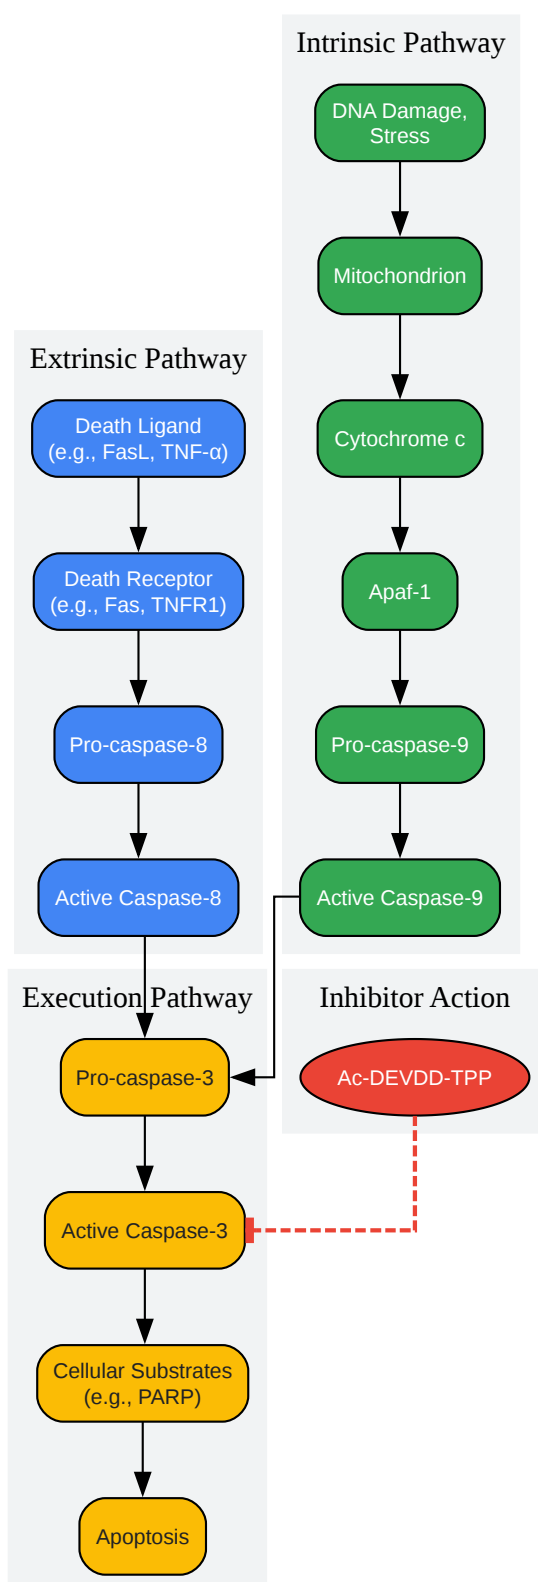 Intrinsic Pathway
DNA Damage,
Stress
Mitochondrion
Cytochrome c
Apaf-1
Pro-caspase-9
Active Caspase-9
Extrinsic Pathway
Death Ligand
(e.g., FasL, TNF-α)
Death Receptor
(e.g., Fas, TNFR1)
Pro-caspase-8
Active Caspase-8
Execution Pathway
Pro-caspase-3
Active Caspase-3
Cellular Substrates
(e.g., PARP)
Apoptosis
Inhibitor Action
Ac-DEVDD-TPP